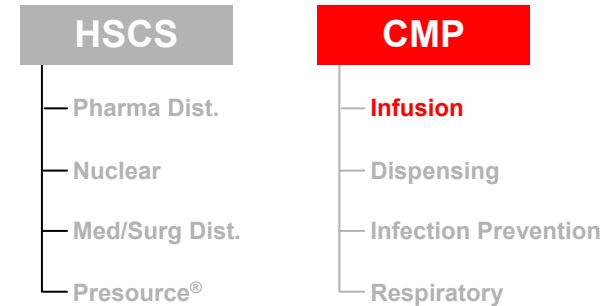 HSCS
Pharma Dist.
Nuclear
Med/Surg Dist.
Presource®
CMP
Infusion
Dispensing
Infection Prevention
Respiratory